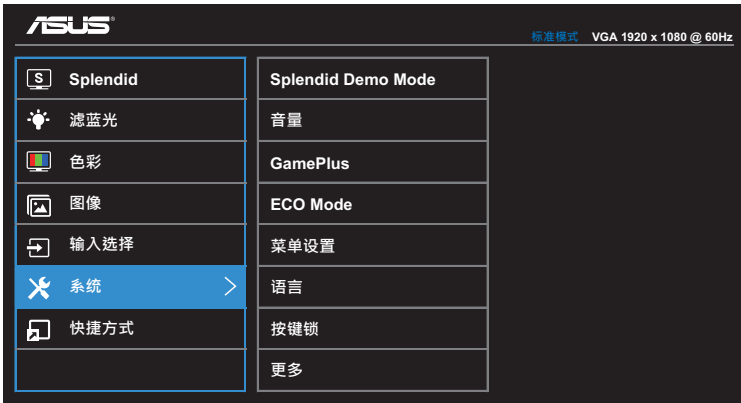 ASUS
标准模式 VGA 1920 x 1080 @ 60Hz
S Splendid
滤蓝光
色彩
图像
输入选择
系统
快捷方式
Splendid Demo Mode
音量
GamePlus
ECO Mode
菜单设置
语言
按键锁
更多